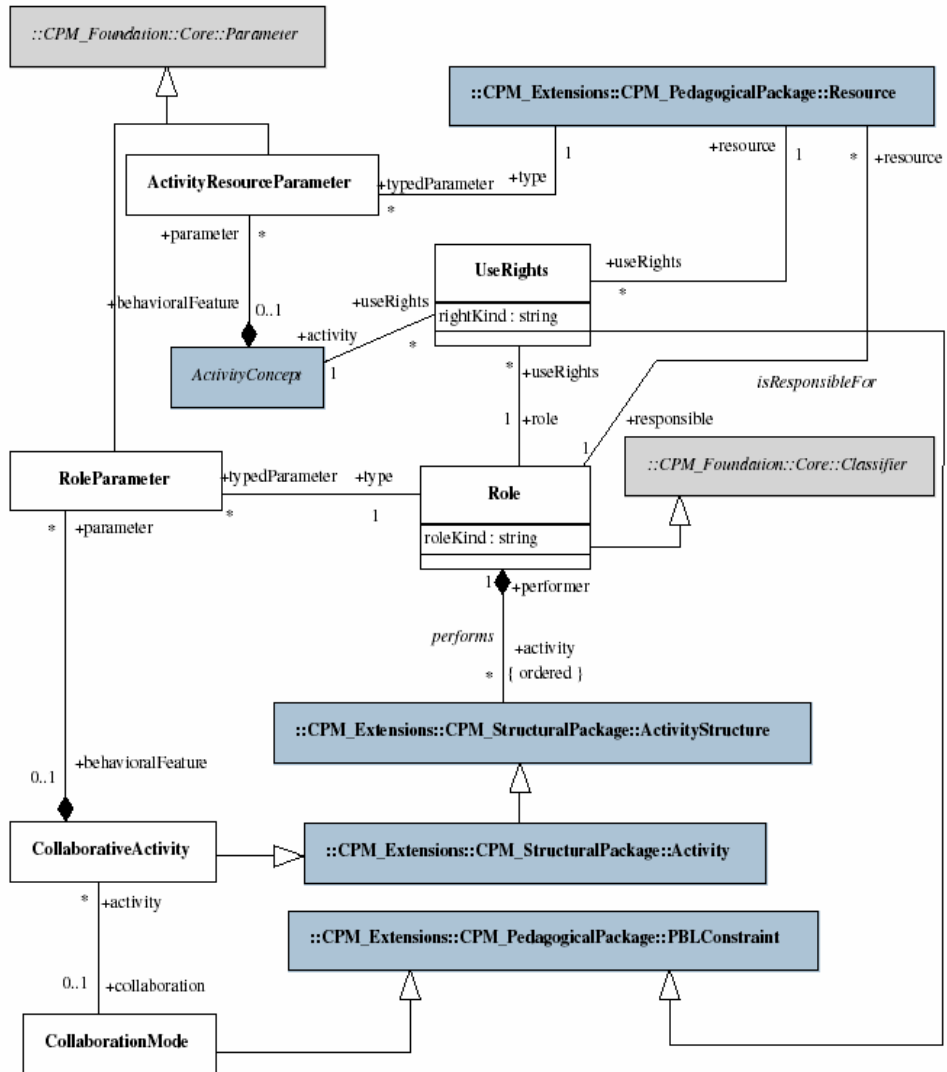 ::CPM_Foundation::Core::Parameter
::CPM_Extensions::CPM_PedagogicalPackage::Resource
+resource
1
*
+resource
1
+type
ActivityResourceParameter
+typedParameter
*
+parameter
*
UseRights
rightKind : string
+useRights
*
+behavioralFeature
0..1
+useRights
*
+activity
1
ActivityConcept
*
+useRights
isResponsibleFor
1
+role
+responsible
1
::CPM_Foundation::Core::Classifier
RoleParameter
+typedParameter
*
+type
1
Role
roleKind : string
*
+parameter
1
+performer
performs
+activity
*
{ ordered }
::CPM_Extensions::CPM_StructuralPackage::ActivityStructure
+behavioralFeature
0..1
CollaborativeActivity
::CPM_Extensions::CPM_StructuralPackage::Activity
*
+activity
::CPM_Extensions::CPM_PedagogicalPackage::PBLConstraint
0..1
+collaboration
CollaborationMode